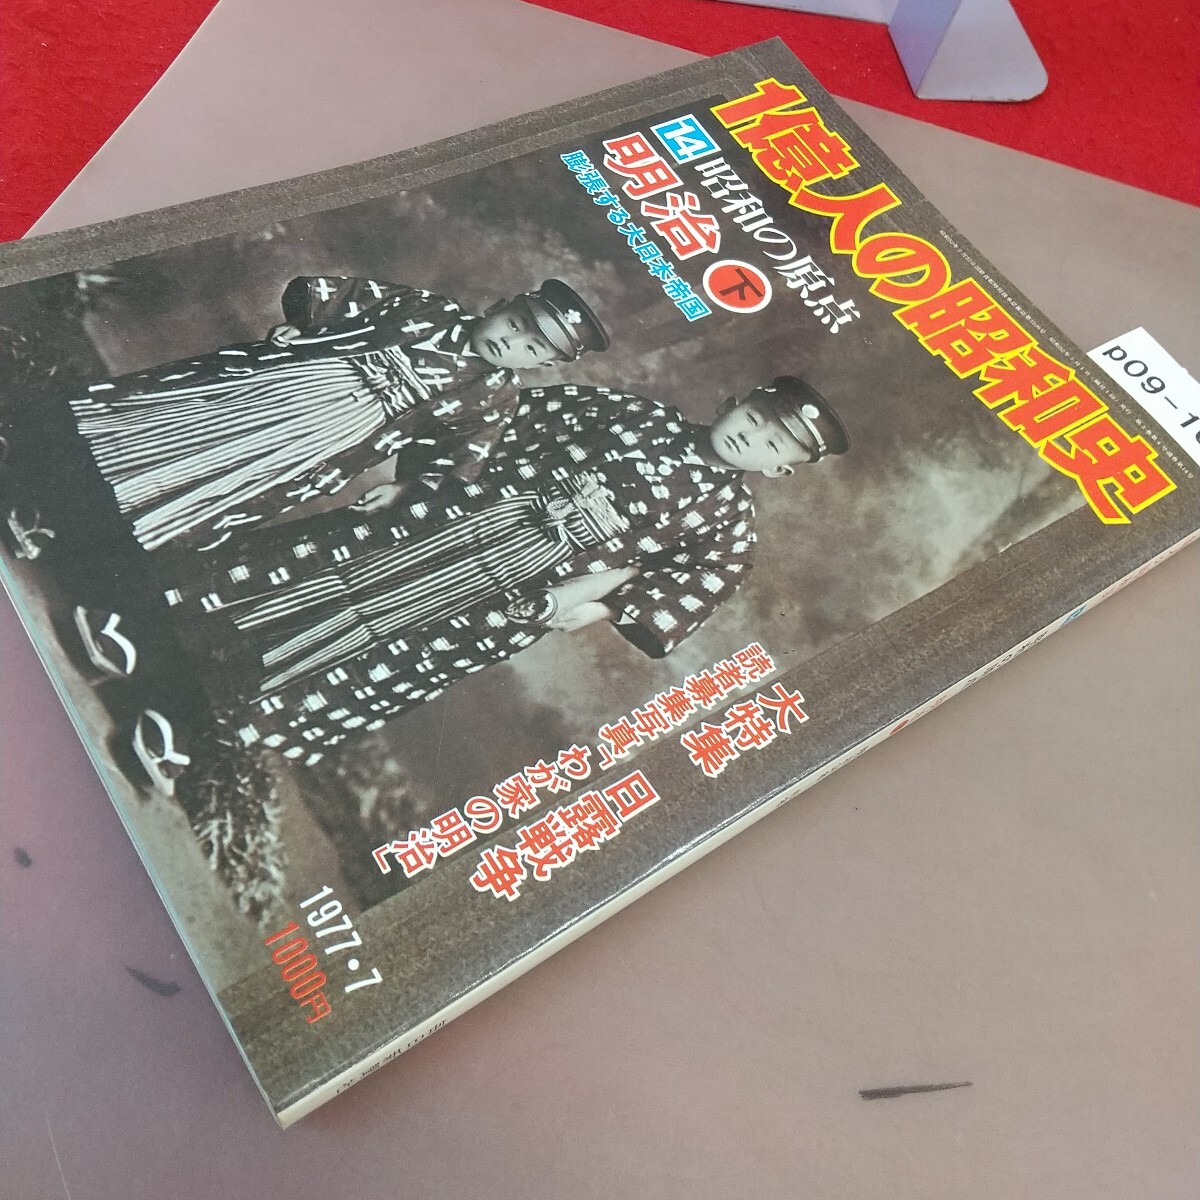 1億人の昭和史
14 昭和の原点
明治 下
膨張する大日本帝国
大特集 日露戦争
読者募集写真「わが家の明治」
1977・7
1000円
p09-16